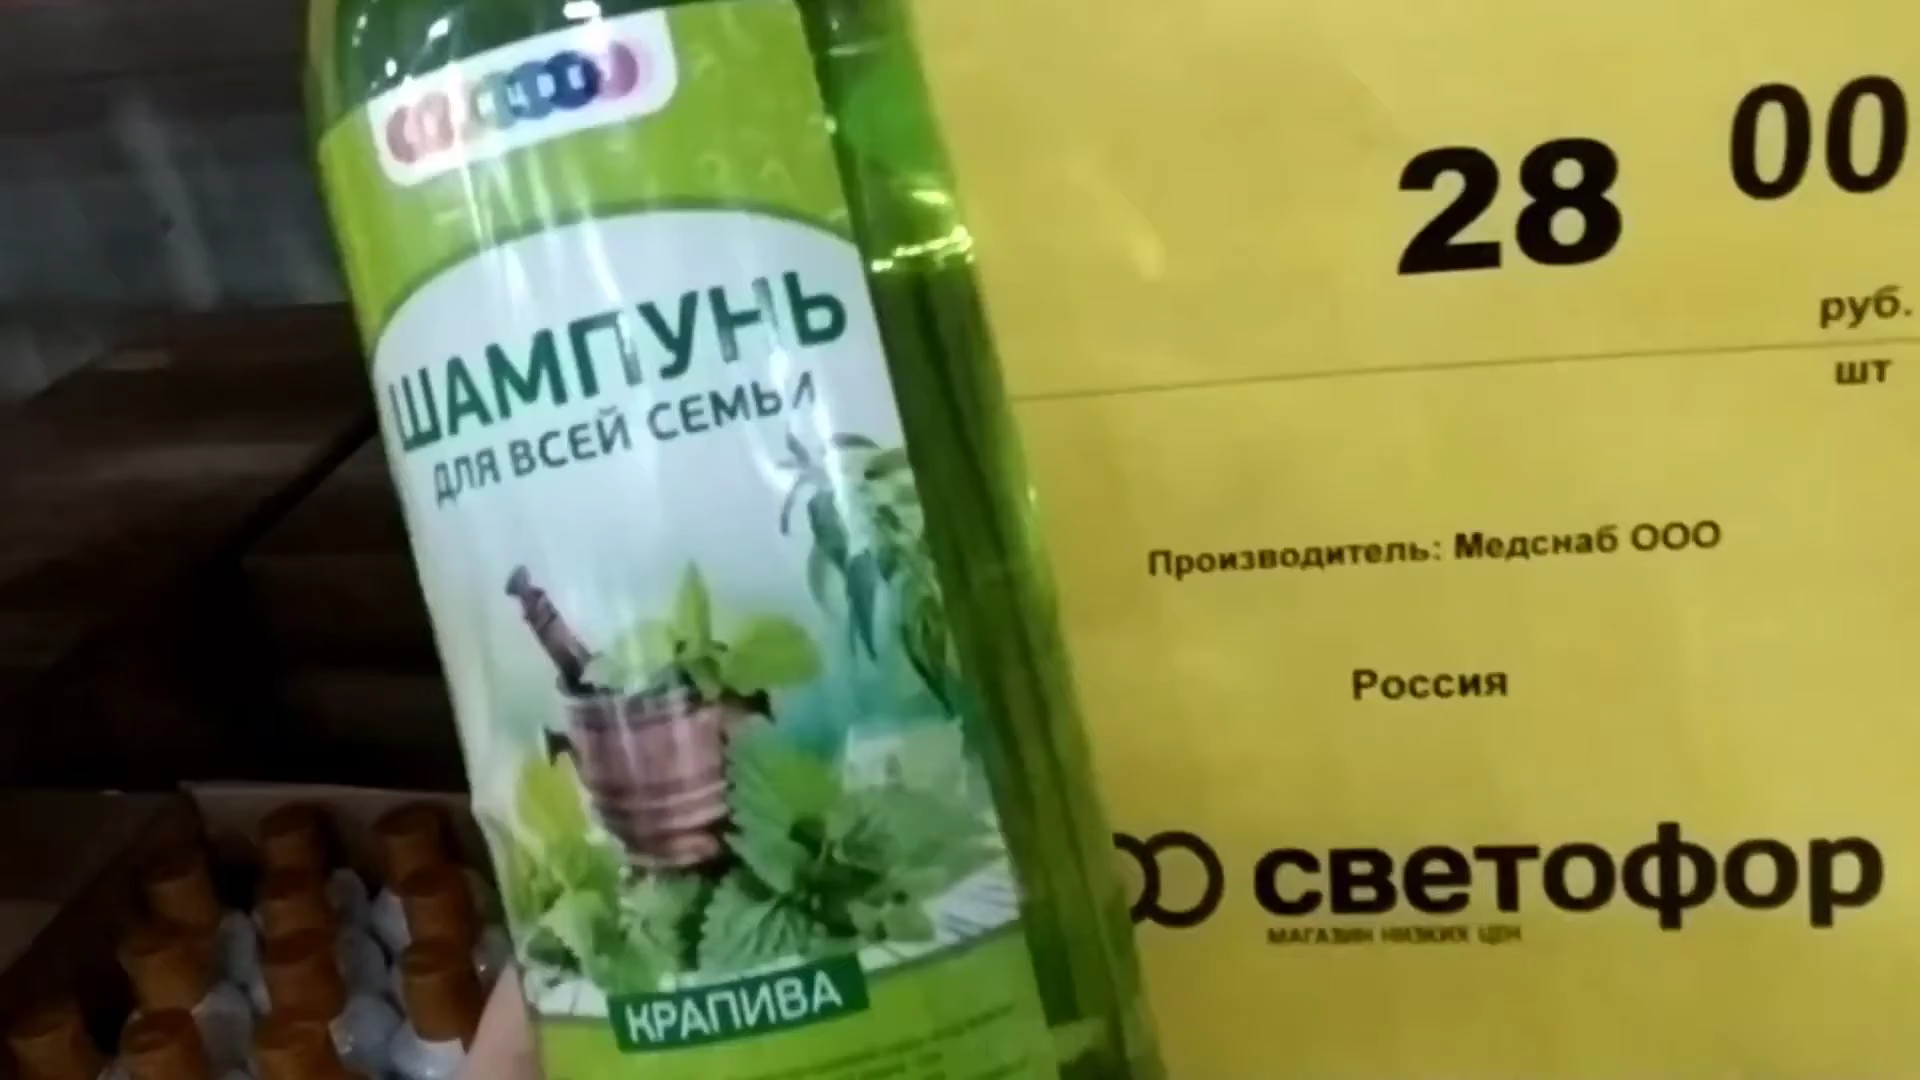 ШАМПУНЬ
ДЛЯ ВСЕЙ СЕМЬИ
КРАПИВА
28 00
руб.
шт
Производитель: Медснаб ООО
Россия
светофор
МАГАЗИН НИЗКИХ ЦЕН